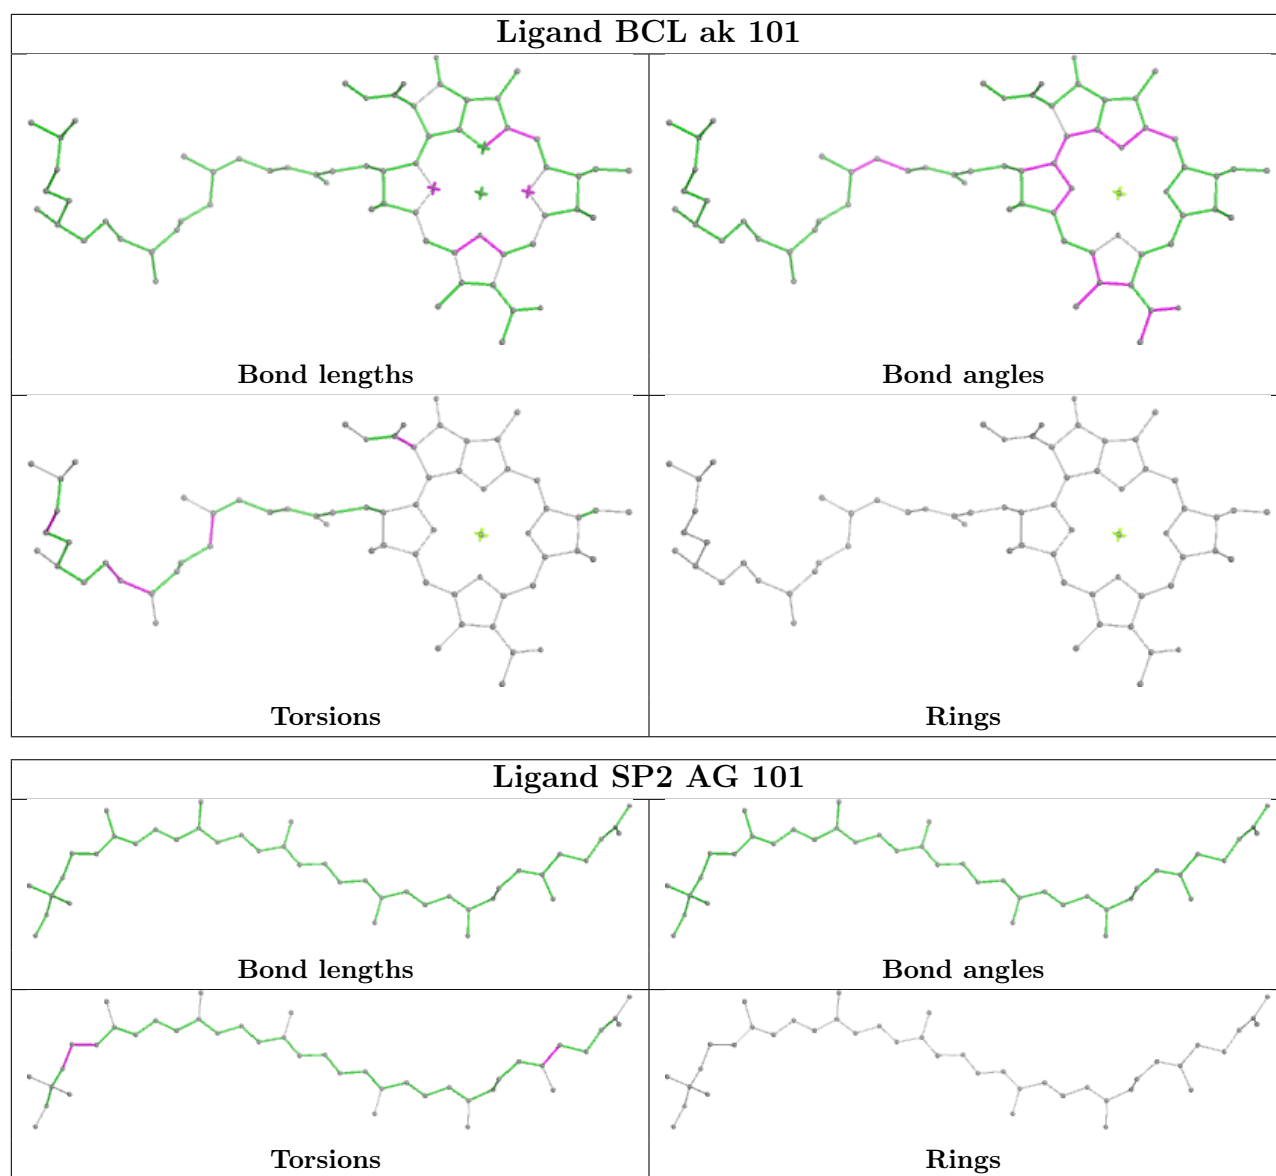 Ligand BCL ak 101
Bond lengths
Bond angles
Torsions
Rings
Ligand SP2 AG 101
Bond lengths
Bond angles
Torsions
Rings